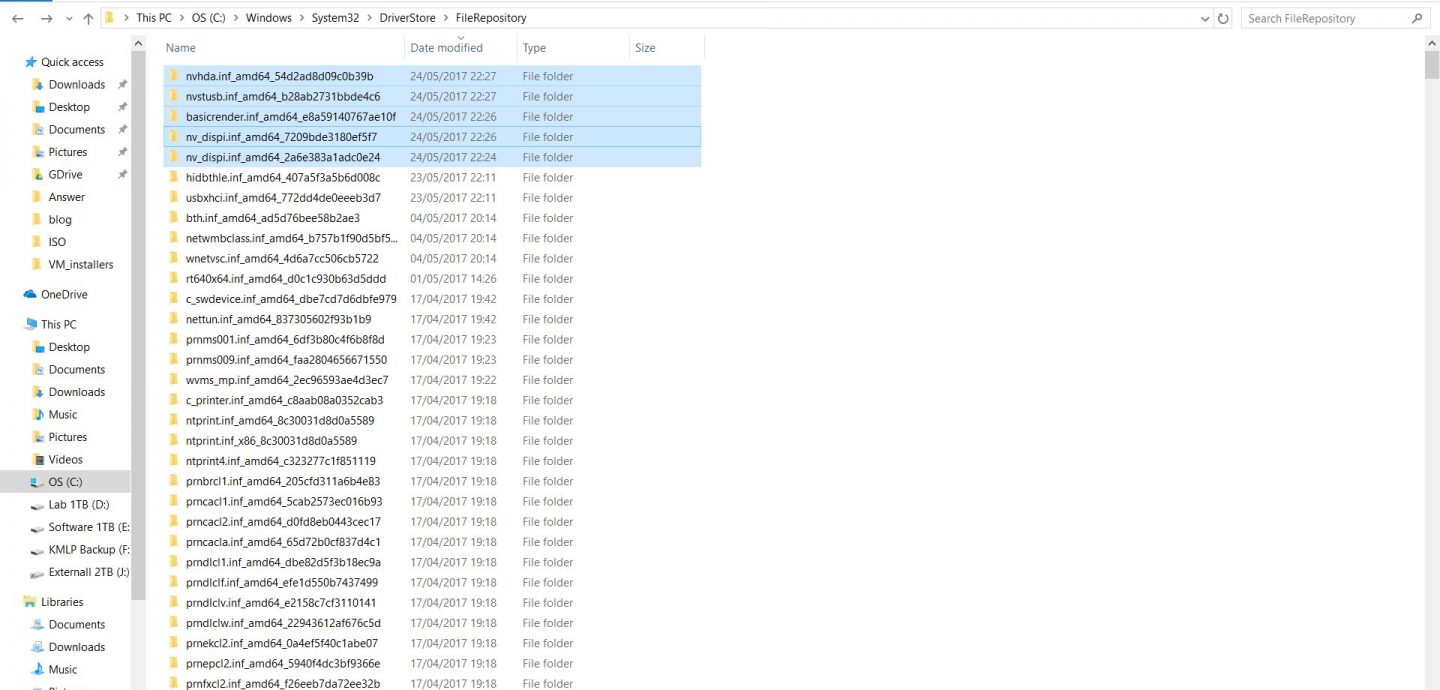 This PC > OS (C:) > Windows > System32 > DriverStore > FileRepository
Search FileRepository
Quick access
Downloads
Desktop
Documents
Pictures
GDrive
Answer
blog
ISO
VM_installers
OneDrive
This PC
Desktop
Documents
Downloads
Music
Pictures
Videos
OS (C:)
Lab 1TB (D:)
Software 1TB (E:
KMLP Backup (F:
Externall 2TB (J:)
Libraries
Documents
Downloads
Music
Name Date modified Type Size
nvhda.inf_amd64_54d2ad8d09c0b39b 24/05/2017 22:27 File folder
nvstusb.inf_amd64_b28ab2731bbde4c6 24/05/2017 22:27 File folder
basicrender.inf_amd64_e8a59140767ae10f 24/05/2017 22:26 File folder
nv_dispi.inf_amd64_7209bde3180ef5f7 24/05/2017 22:26 File folder
nv_dispi.inf_amd64_2a6e383a1adc0e24 24/05/2017 22:24 File folder
hidbthle.inf_amd64_407a5f3a5b6d008c 23/05/2017 22:11 File folder
usbxhci.inf_amd64_772dd4de0eeeb3d7 23/05/2017 22:11 File folder
bth.inf_amd64_ad5d76bee58b2ae3 04/05/2017 20:14 File folder
netwmbclass.inf_amd64_b757b1f90d5bf5... 04/05/2017 20:14 File folder
wnetvsc.inf_amd64_4d6a7cc506cb5722 04/05/2017 20:14 File folder
rt640x64.inf_amd64_d0c1c930b63d5ddd 01/05/2017 14:26 File folder
c_swdevice.inf_amd64_dbe7cd7d6dbfe979 17/04/2017 19:42 File folder
nettun.inf_amd64_837305602f93b1b9 17/04/2017 19:42 File folder
prnms001.inf_amd64_6df3b80c4f6b8f8d 17/04/2017 19:23 File folder
prnms009.inf_amd64_faa2804656671550 17/04/2017 19:23 File folder
wvms_mp.inf_amd64_2ec96593ae4d3ec7 17/04/2017 19:22 File folder
c_printer.inf_amd64_c8aab08a0352cab3 17/04/2017 19:18 File folder
ntprint.inf_amd64_8c30031d8d0a5589 17/04/2017 19:18 File folder
ntprint.inf_x86_8c30031d8d0a5589 17/04/2017 19:18 File folder
ntprint4.inf_amd64_c323277c1f851119 17/04/2017 19:18 File folder
prnbrcl1.inf_amd64_205cfd311a6b4e83 17/04/2017 19:18 File folder
prncacl1.inf_amd64_5cab2573ec016b93 17/04/2017 19:18 File folder
prncacl2.inf_amd64_d0fd8eb0443cec17 17/04/2017 19:18 File folder
prncacla.inf_amd64_65d72b0cf837d4c1 17/04/2017 19:18 File folder
prndlcl1.inf_amd64_dbe82d5f3b18ec9a 17/04/2017 19:18 File folder
prndlclf.inf_amd64_efe1d550b7437499 17/04/2017 19:18 File folder
prndlclv.inf_amd64_e2158c7cf3110141 17/04/2017 19:18 File folder
prndlclw.inf_amd64_22943612af676c5d 17/04/2017 19:18 File folder
prnekcl2.inf_amd64_0a4ef5f40c1abe07 17/04/2017 19:18 File folder
prnepcl2.inf_amd64_5940f4dc3bf9366e 17/04/2017 19:18 File folder
prnfxcl2.inf_amd64_f26eeb7da72ee32b 17/04/2017 19:18 File folder